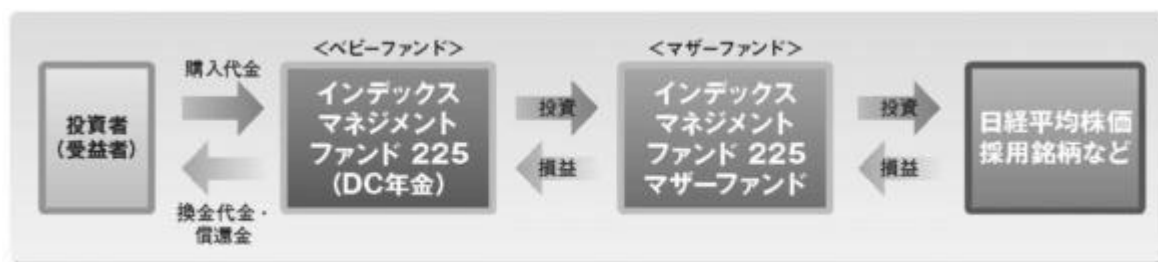 <ベビーファンド>
<マザーファンド>
購入代金
投資者
(受益者)
換金代金・
償還金
インデックス
マネジメント
ファンド 225
(DC年金)
投資
損益
インデックス
マネジメント
ファンド 225
マザーファンド
投資
損益
日経平均株価
採用銘柄など